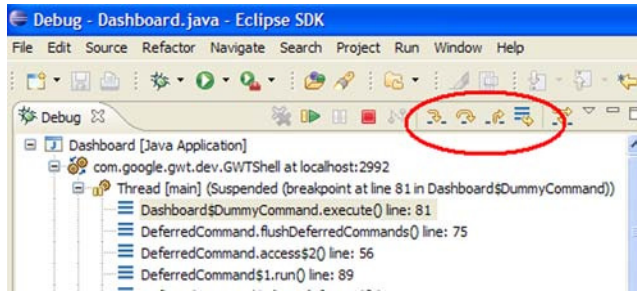 Debug - Dashboard.java - Eclipse SDK
File Edit Source Refactor Navigate Search Project Run Window Help
Debug
Dashboard [Java Application]
com.google.gwt.dev.GWTShell at localhost:2992
Thread [main] (Suspended (breakpoint at line 81 in Dashboard$DummyCommand))
Dashboard$DummyCommand.execute() line: 81
DeferredCommand.flushDeferredCommands() line: 75
DeferredCommand.access$2() line: 56
DeferredCommand$1.run() line: 89